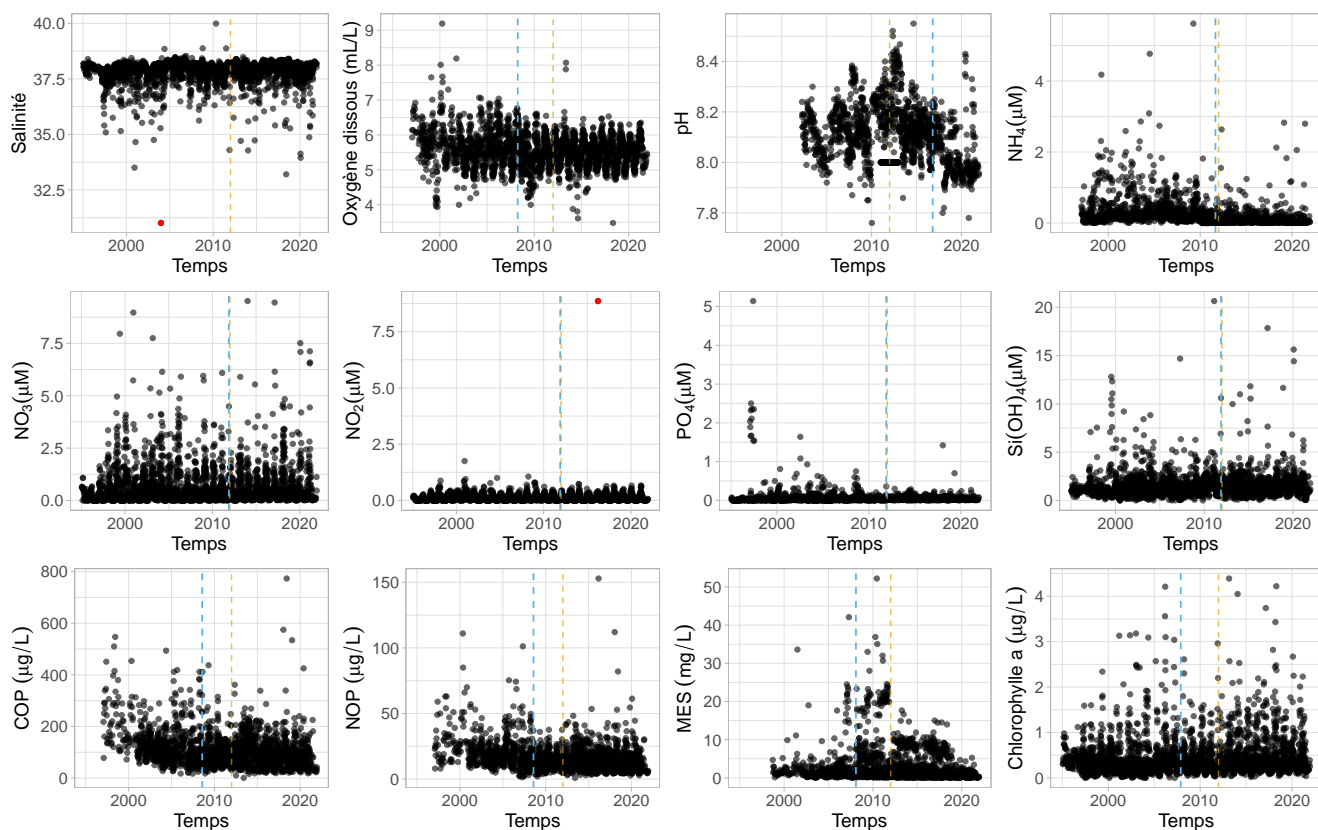 40.0
37.5
35.0
32.5
Salinité
2000 2010 2020
Temps
9
8
7
6
5
4
Oxygène dissous (mL/L)
2000 2010 2020
Temps
8.4
8.2
8.0
7.8
pH
2000 2010 2020
Temps
4
2
0
NH4(μM)
2000 2010 2020
Temps
7.5
5.0
2.5
0.0
NO3(μM)
2000 2010 2020
Temps
7.5
5.0
2.5
0.0
NO2(μM)
2000 2010 2020
Temps
5
4
3
2
1
0
PO4(μM)
2000 2010 2020
Temps
20
15
10
5
0
Si(OH)4(μM)
2000 2010 2020
Temps
800
600
400
200
0
COP (μg/L)
2000 2010 2020
Temps
150
100
50
0
NOP (μg/L)
2000 2010 2020
Temps
50
40
30
20
10
0
MES (mg/L)
2000 2010 2020
Temps
4
3
2
1
0
Chlorophylle a (μg/L)
2000 2010 2020
Temps